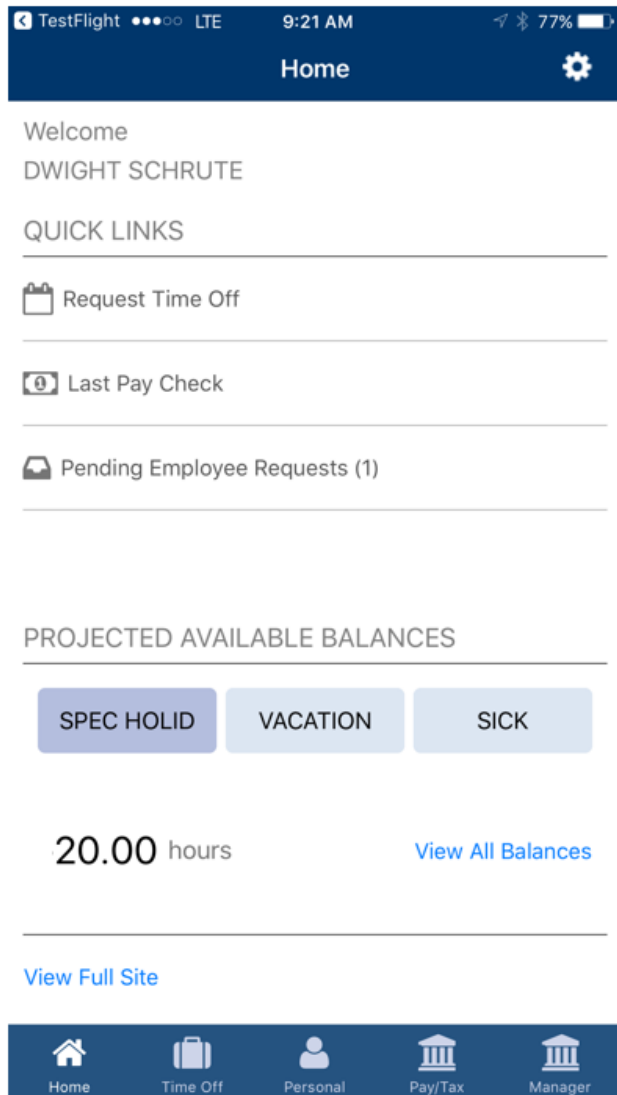 TestFlight LTE 9:21 AM 77%
Home
Welcome
DWIGHT SCHRUTE
QUICK LINKS
Request Time Off
Last Pay Check
Pending Employee Requests (1)
PROJECTED AVAILABLE BALANCES
SPEC HOLID VACATION SICK
20.00 hours View All Balances
View Full Site
Home Time Off Personal Pay/Tax Manager